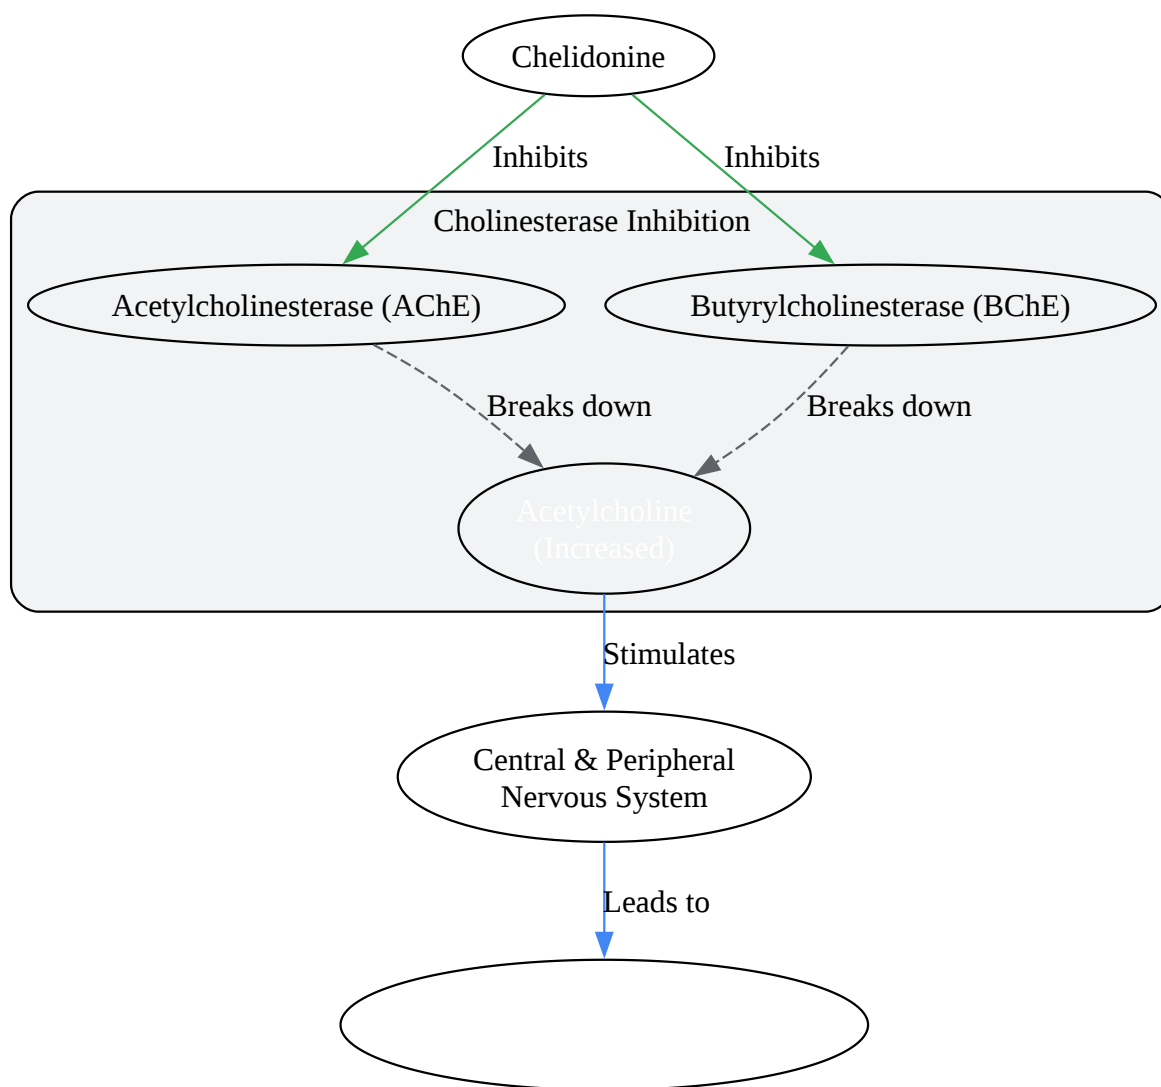 Chelidonine
Inhibits
Inhibits
Cholinesterase Inhibition
Acetylcholinesterase (AChE)
Butyrylcholinesterase (BChE)
Breaks down
Breaks down
Acetylcholine
(Increased)
Stimulates
Central & Peripheral
Nervous System
Leads to